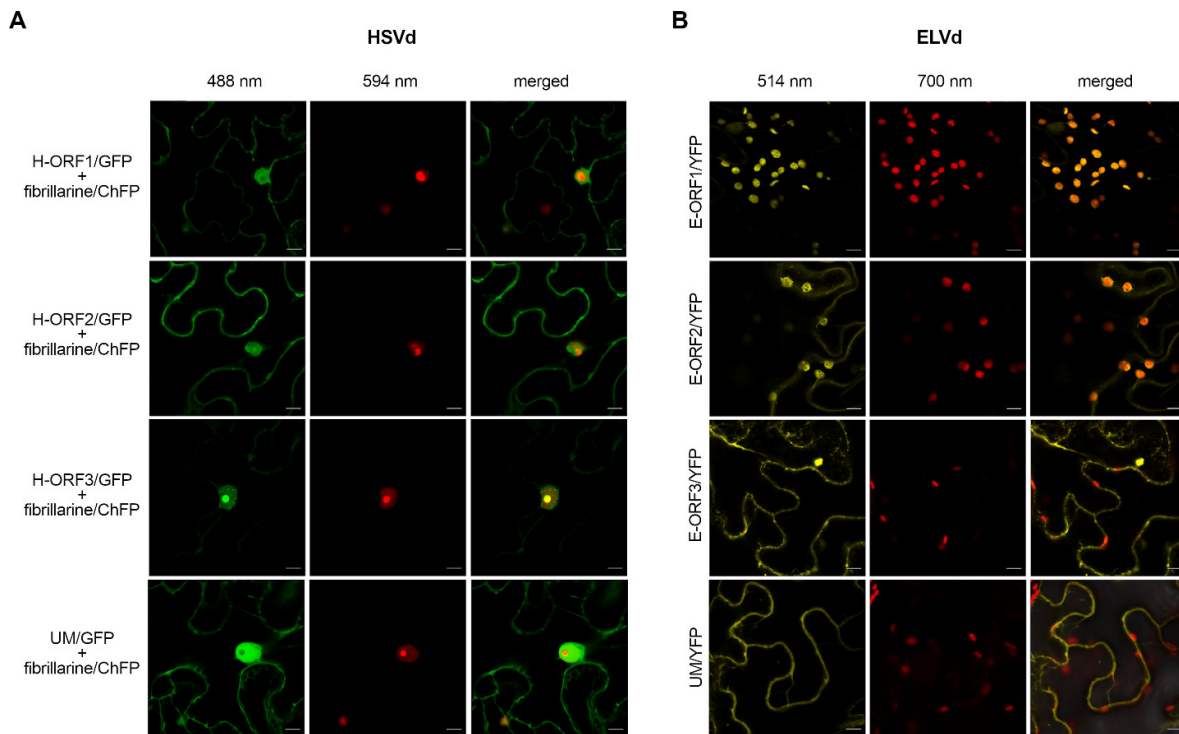 A
HSVd
488 nm
594 nm
merged
H-ORF1/GFP
+
fibrillarine/ChFP
H-ORF2/GFP
+
fibrillarine/ChFP
H-ORF3/GFP
+
fibrillarine/ChFP
UM/GFP
+
fibrillarine/ChFP
B
ELVd
514 nm
700 nm
merged
E-ORF1/YFP
E-ORF2/YFP
E-ORF3/YFP
UM/YFP